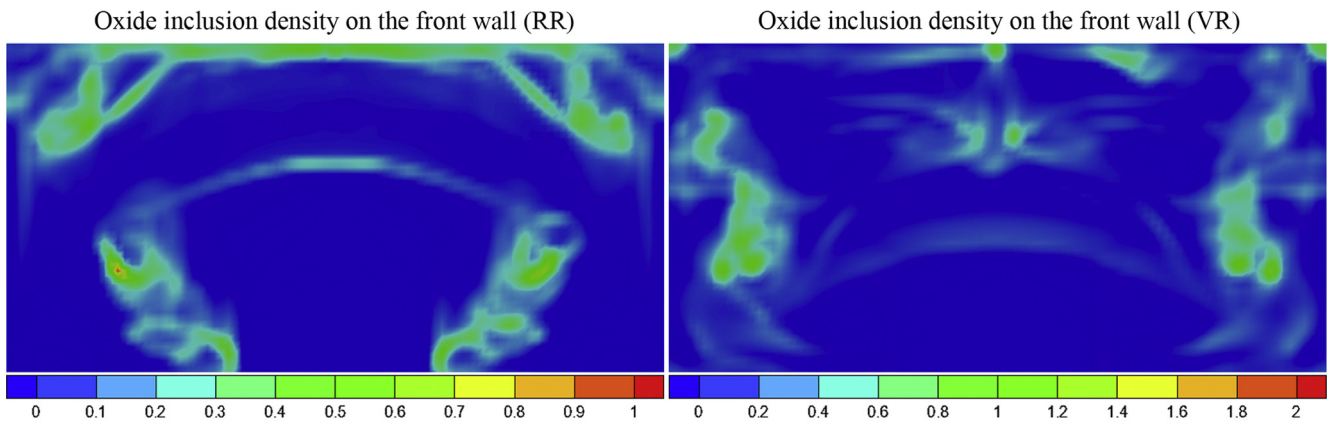 Oxide inclusion density on the front wall (RR)
Oxide inclusion density on the front wall (VR)
0 0.1 0.2 0.3 0.4 0.5 0.6 0.7 0.8 0.9 1
0 0.2 0.4 0.6 0.8 1 1.2 1.4 1.6 1.8 2